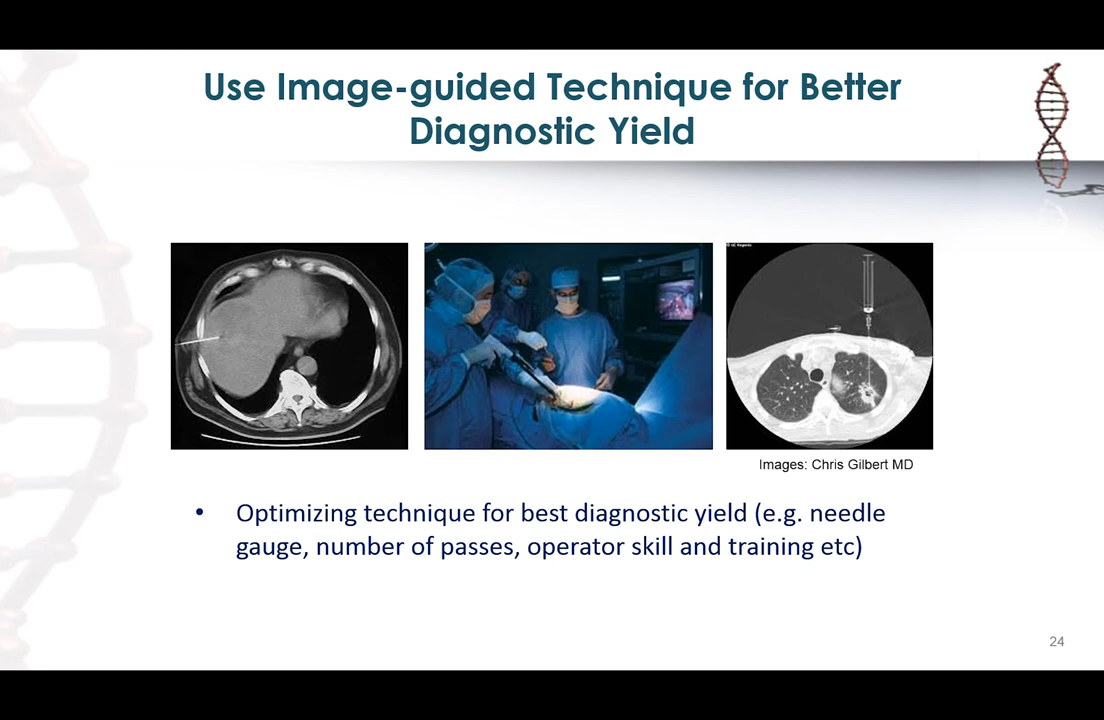 Use Image-guided Technique for Better
Diagnostic Yield
Images: Chris Gilbert MD
• Optimizing technique for best diagnostic yield (e.g. needle
gauge, number of passes, operator skill and training etc)
24